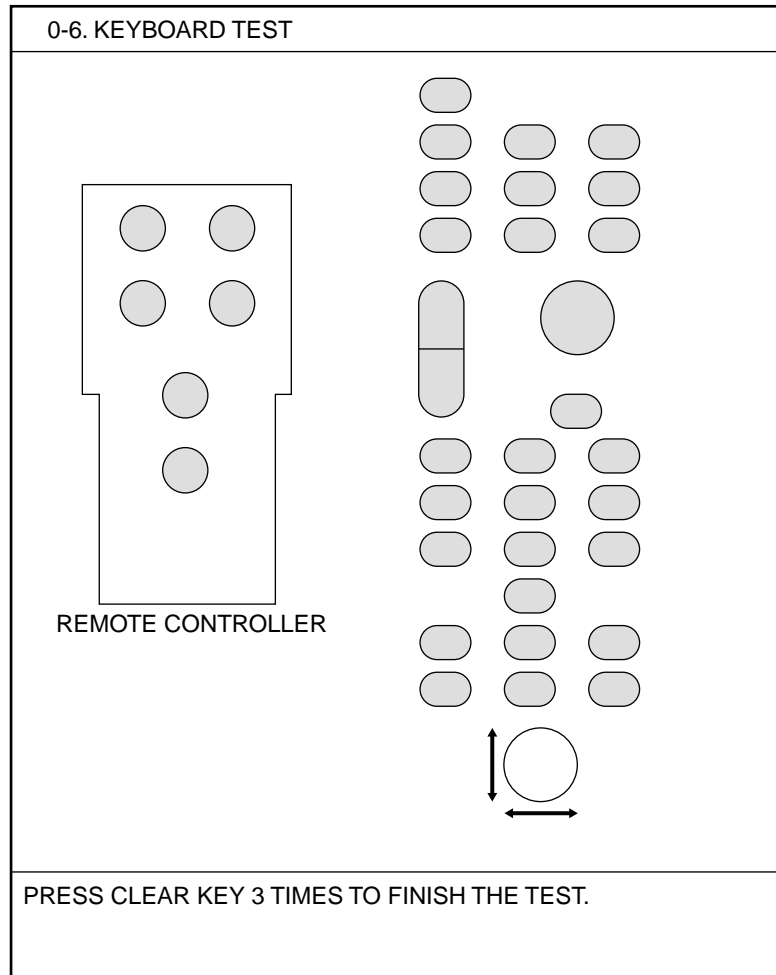 0-6. KEYBOARD TEST
REMOTE CONTROLLER
PRESS CLEAR KEY 3 TIMES TO FINISH THE TEST.